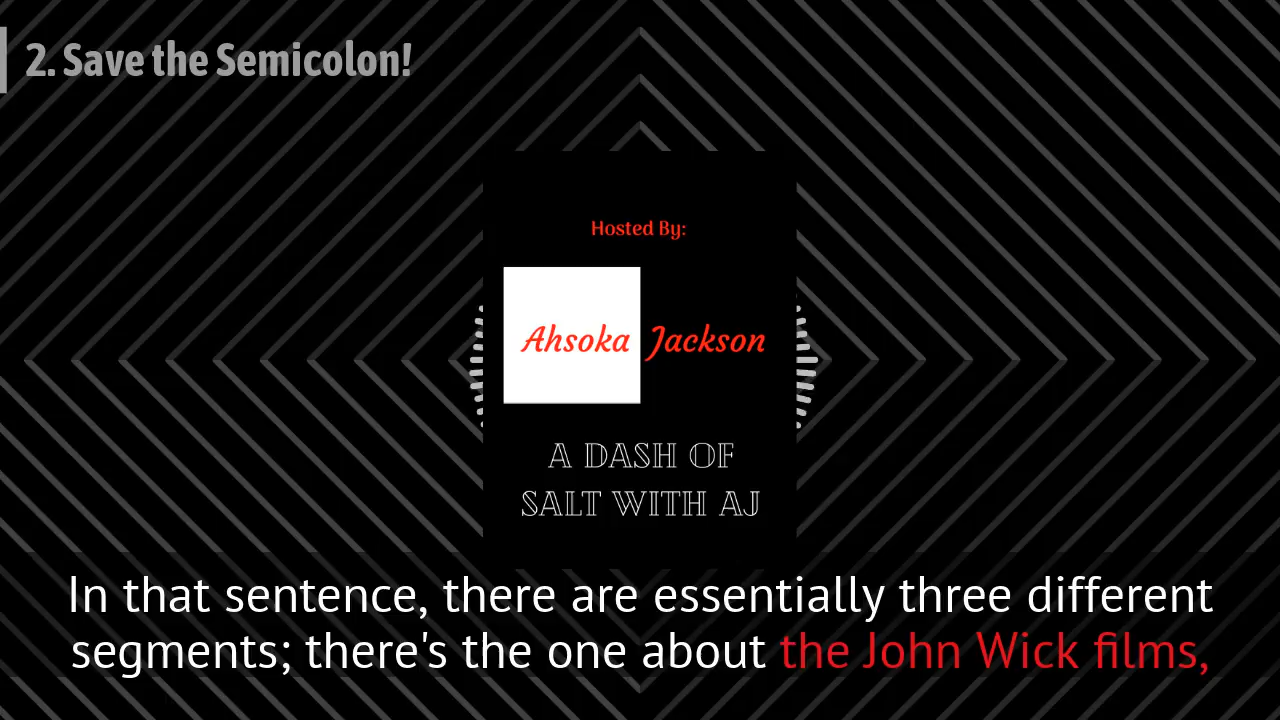 2. Save the Semicolon!
Hosted By:
Ahsoka Jackson
A DASH OF
SALT WITH AJ
In that sentence, there are essentially three different
segments; there's the one about the John Wick films,